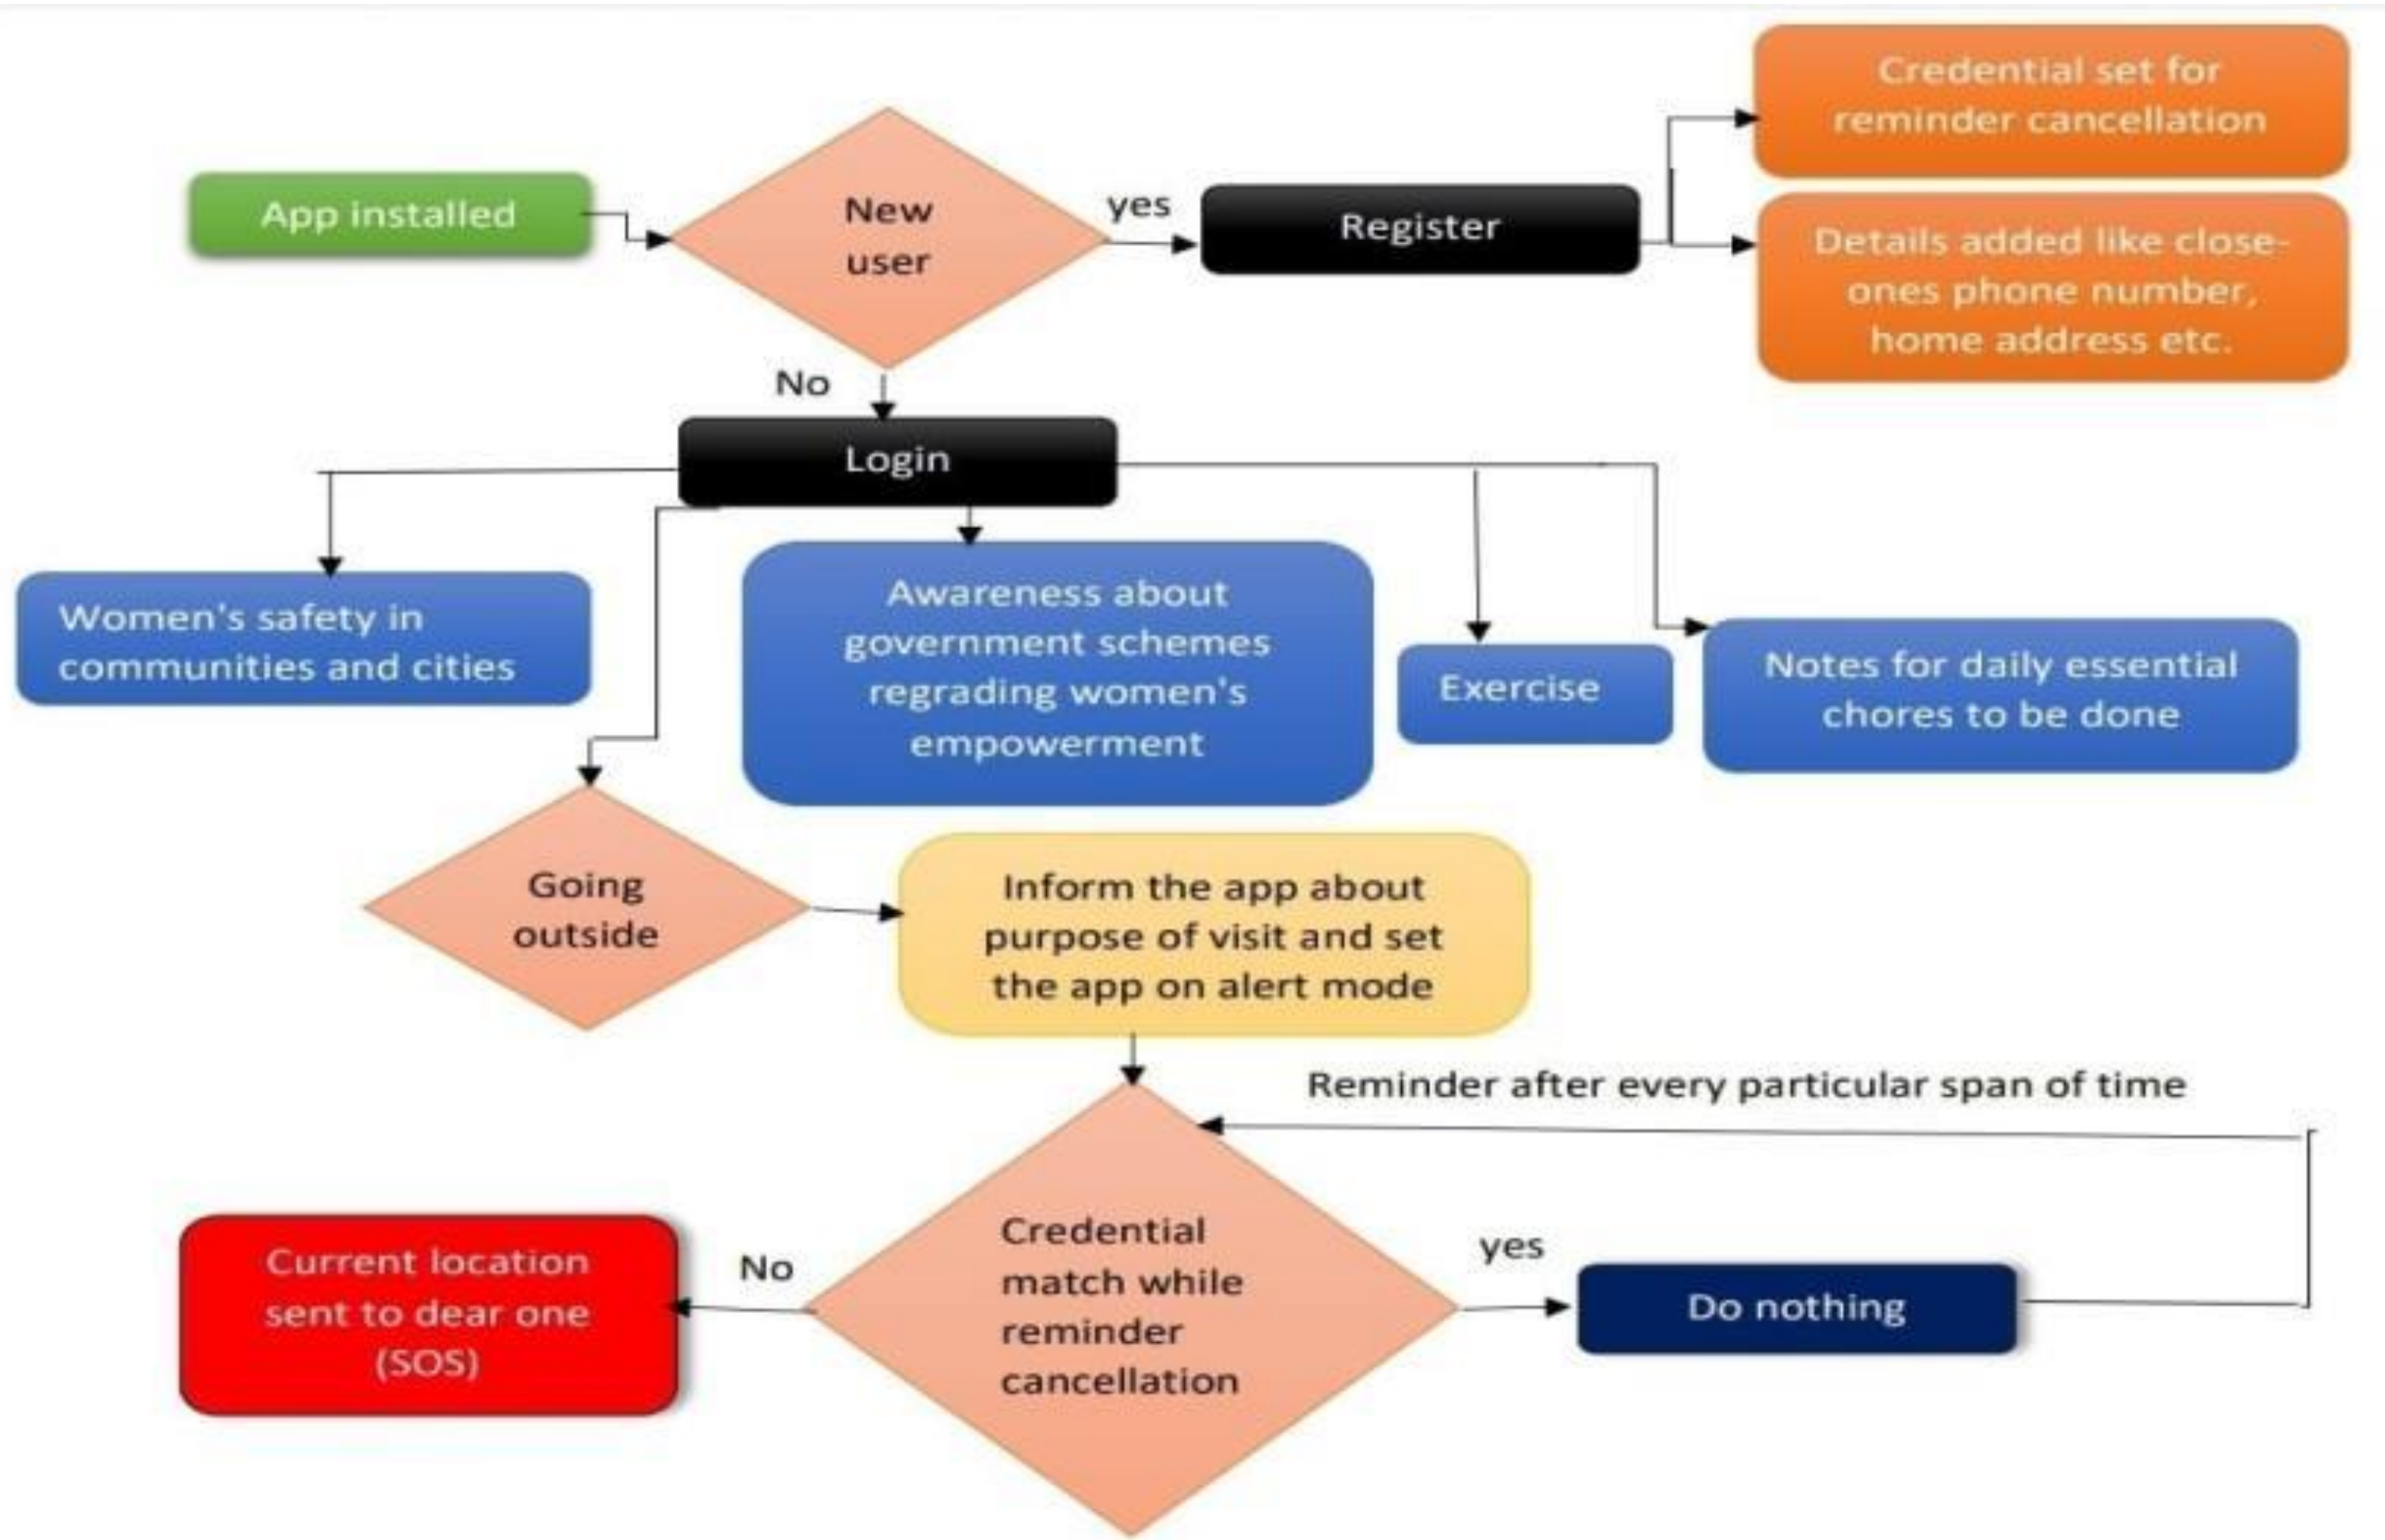 Credential set for
reminder cancellation
App installed
New
user
yes
Register
Details added like close-
ones phone number,
home address etc.
No
Login
Women's safety in
communities and cities
Awareness about
government schemes
regrading women's
empowerment
Exercise
Notes for daily essential
chores to be done
Going
outside
Inform the app about
purpose of visit and set
the app on alert mode
Reminder after every particular span of time
Current location
sent to dear one
(SOS)
No
Credential
match while
reminder
cancellation
yes
Do nothing